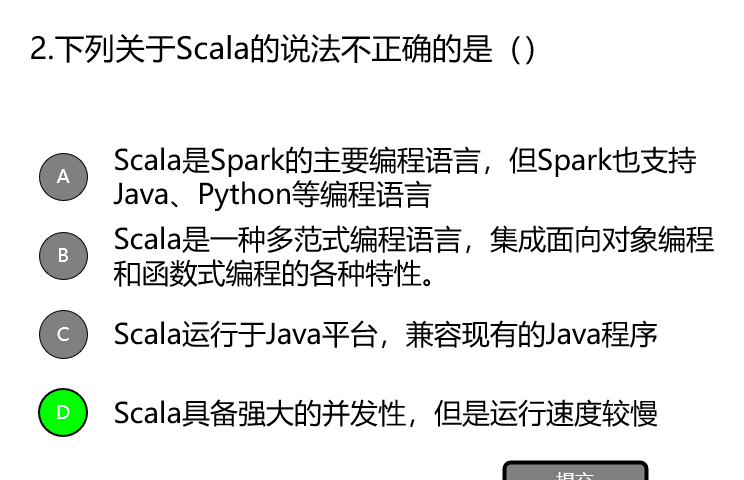 2.下列关于Scala的说法不正确的是（）
A
Scala是Spark的主要编程语言，但Spark也支持
Java、Python等编程语言
B
Scala是一种多范式编程语言，集成面向对象编程
和函数式编程的各种特性。
C
Scala运行于Java平台，兼容现有的Java程序
D
Scala具备强大的并发性，但是运行速度较慢
提交